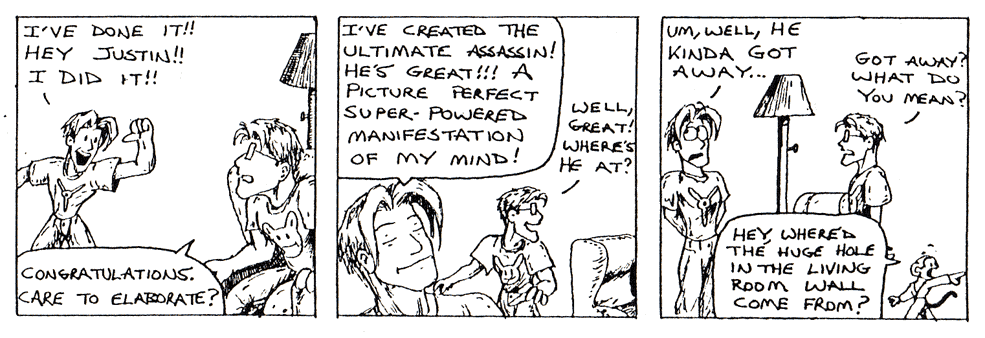 I'VE DONE IT!!
HEY JUSTIN!!
I DID IT!!
CONGRATULATIONS.
CARE TO ELABORATE?
I'VE CREATED THE
ULTIMATE ASSASSIN!
HE'S GREAT!!! A
PICTURE PERFECT
SUPER-POWERED
MANIFESTATION
OF MY MIND!
WELL,
GREAT!
WHERE'S
HE AT?
UM, WELL, HE
KINDA GOT
AWAY...
GOT AWAY?
WHAT DO
YOU MEAN?
HEY, WHERE'D
THE HUGE HOLE
IN THE LIVING
ROOM WALL
COME FROM?